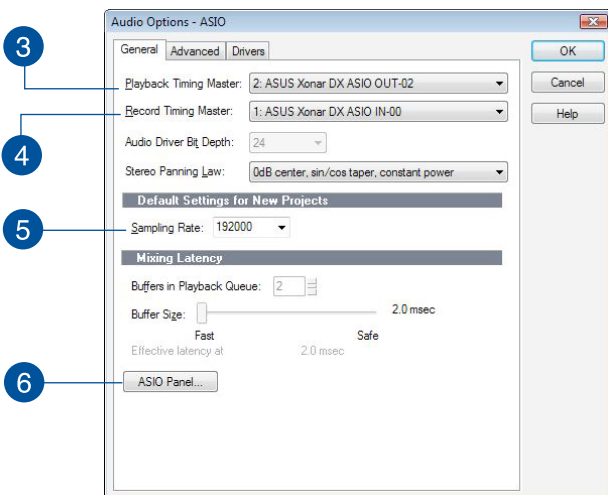 Audio Options - ASIO
General Advanced Drivers
OK
3
Playback Timing Master: 2: ASUS Xonar DX ASIO OUT-02
Cancel
Record Timing Master: 1: ASUS Xonar DX ASIO IN-00
Help
4
Audio Driver Bit Depth: 24
Stereo Panning Law: 0dB center, sin/cos taper, constant power
Default Settings for New Projects
5
Sampling Rate: 192000
Mixing Latency
Buffers in Playback Queue: 2
Buffer Size: 2.0 msec
Fast Safe
Effective latency at 2.0 msec
6
ASIO Panel...